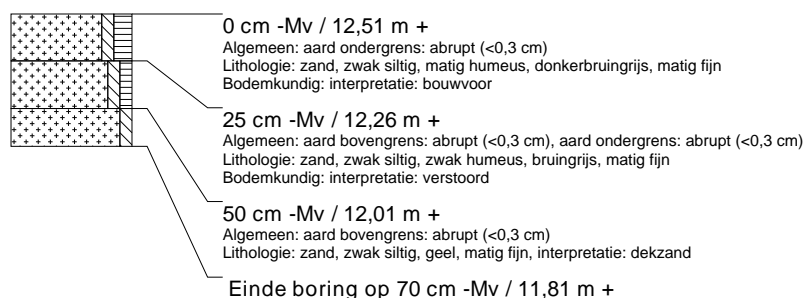 0 cm -Mv / 12,51 m +
Algemeen: aard ondergrens: abrupt (<0,3 cm)
Lithologie: zand, zwak siltig, matig humeus, donkerbruingrijs, matig fijn
Bodemkundig: interpretatie: bouwvoor
25 cm -Mv / 12,26 m +
Algemeen: aard bovengrens: abrupt (<0,3 cm), aard ondergrens: abrupt (<0,3 cm)
Lithologie: zand, zwak siltig, zwak humeus, bruingrijs, matig fijn
Bodemkundig: interpretatie: verstoord
50 cm -Mv / 12,01 m +
Algemeen: aard bovengrens: abrupt (<0,3 cm)
Lithologie: zand, zwak siltig, geel, matig fijn, interpretatie: dekzand
Einde boring op 70 cm -Mv / 11,81 m +